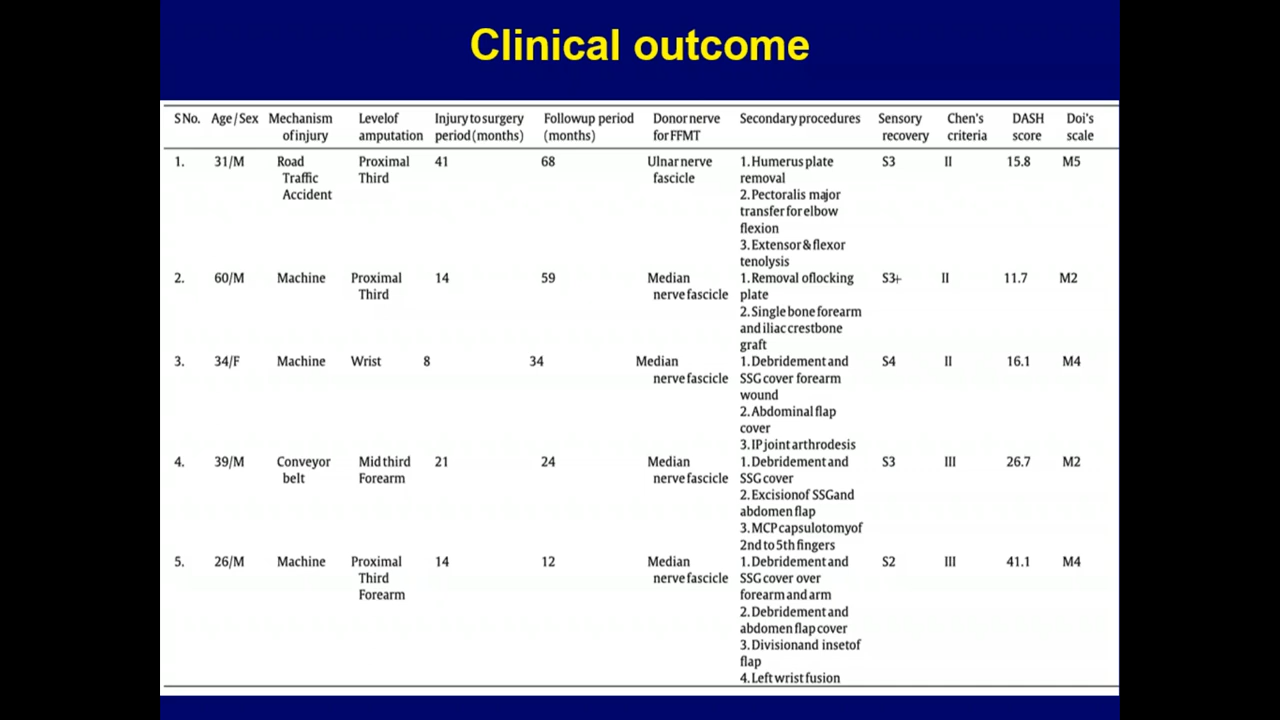 Clinical outcome
S No. Age/Sex Mechanism of injury Level of amputation Injury to surgery period (months) Followup period (months) Donor nerve for FFMT Secondary procedures Sensory recovery Chen's criteria DASH score Doi's scale
1. 31/M Road Traffic Accident Proximal Third 41 68 Ulnar nerve fascicle 1. Humerus plate removal 2. Pectoralis major transfer for elbow flexion 3. Extensor & flexor tenolysis S3 II 15.8 M5
2. 60/M Machine Proximal Third 14 59 Median nerve fascicle 1. Removal of locking plate 2. Single bone forearm and iliac crest bone graft S3+ II 11.7 M2
3. 34/F Machine Wrist 8 34 Median nerve fascicle 1. Debridement and SSG cover forearm wound 2. Abdominal flap cover 3. IP joint arthrodesis S4 II 16.1 M4
4. 39/M Conveyor belt Mid third Forearm 21 24 Median nerve fascicle 1. Debridement and SSG cover 2. Excision of SSG and abdomen flap 3. MCP capsulotomy of 2nd to 5th fingers S3 III 26.7 M2
5. 26/M Machine Proximal Third Forearm 14 12 Median nerve fascicle 1. Debridement and SSG cover over forearm and arm 2. Debridement and abdomen flap cover 3. Division and inset of flap 4. Left wrist fusion S2 III 41.1 M4